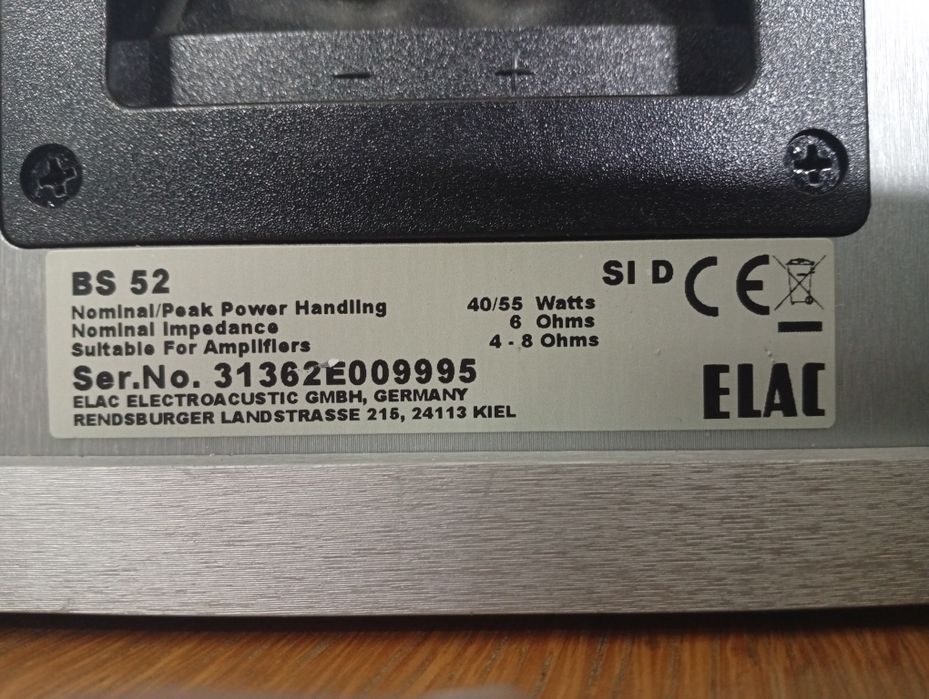 − +
BS 52
SI D
CE
Nominal/Peak Power Handling 40/55 Watts
Nominal Impedance 6 Ohms
Suitable For Amplifiers 4 - 8 Ohms
Ser.No. 31362E009995
ELAC ELECTROACUSTIC GMBH, GERMANY
RENDSBURGER LANDSTRASSE 215, 24113 KIEL
ELAC